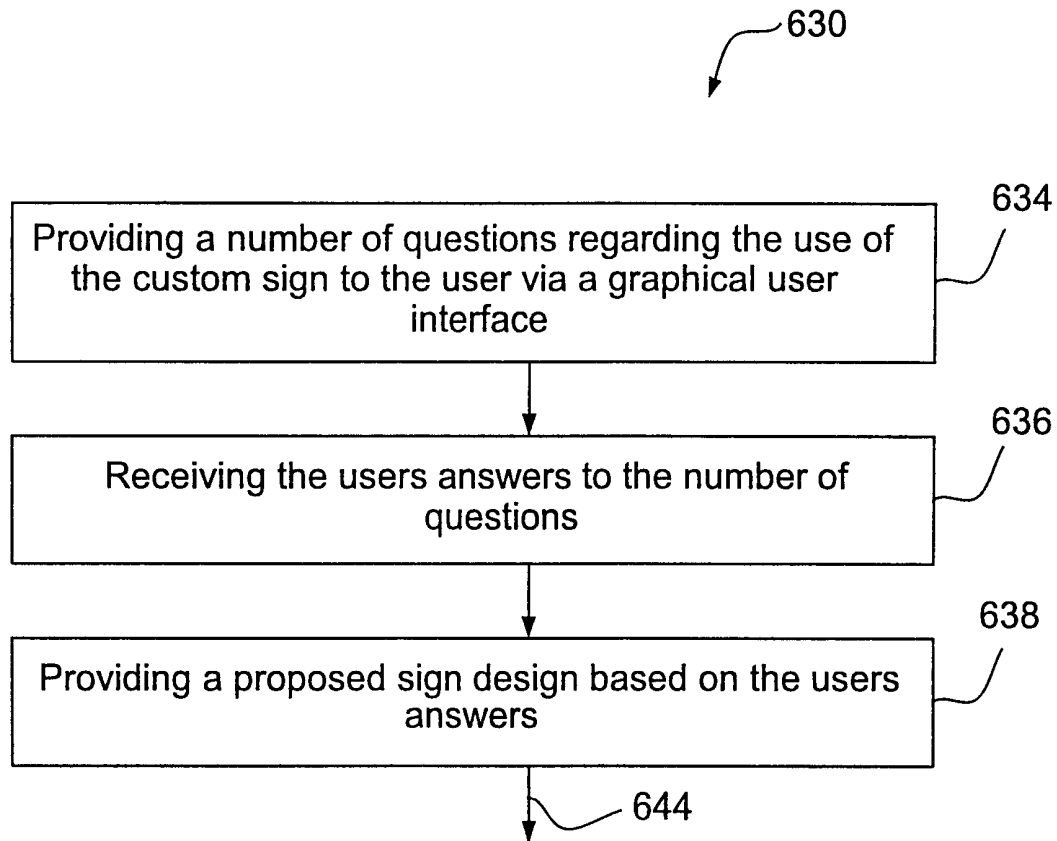 630
634
Providing a number of questions regarding the use of
the custom sign to the user via a graphical user
interface
636
Receiving the users answers to the number of
questions
638
Providing a proposed sign design based on the users
answers
644